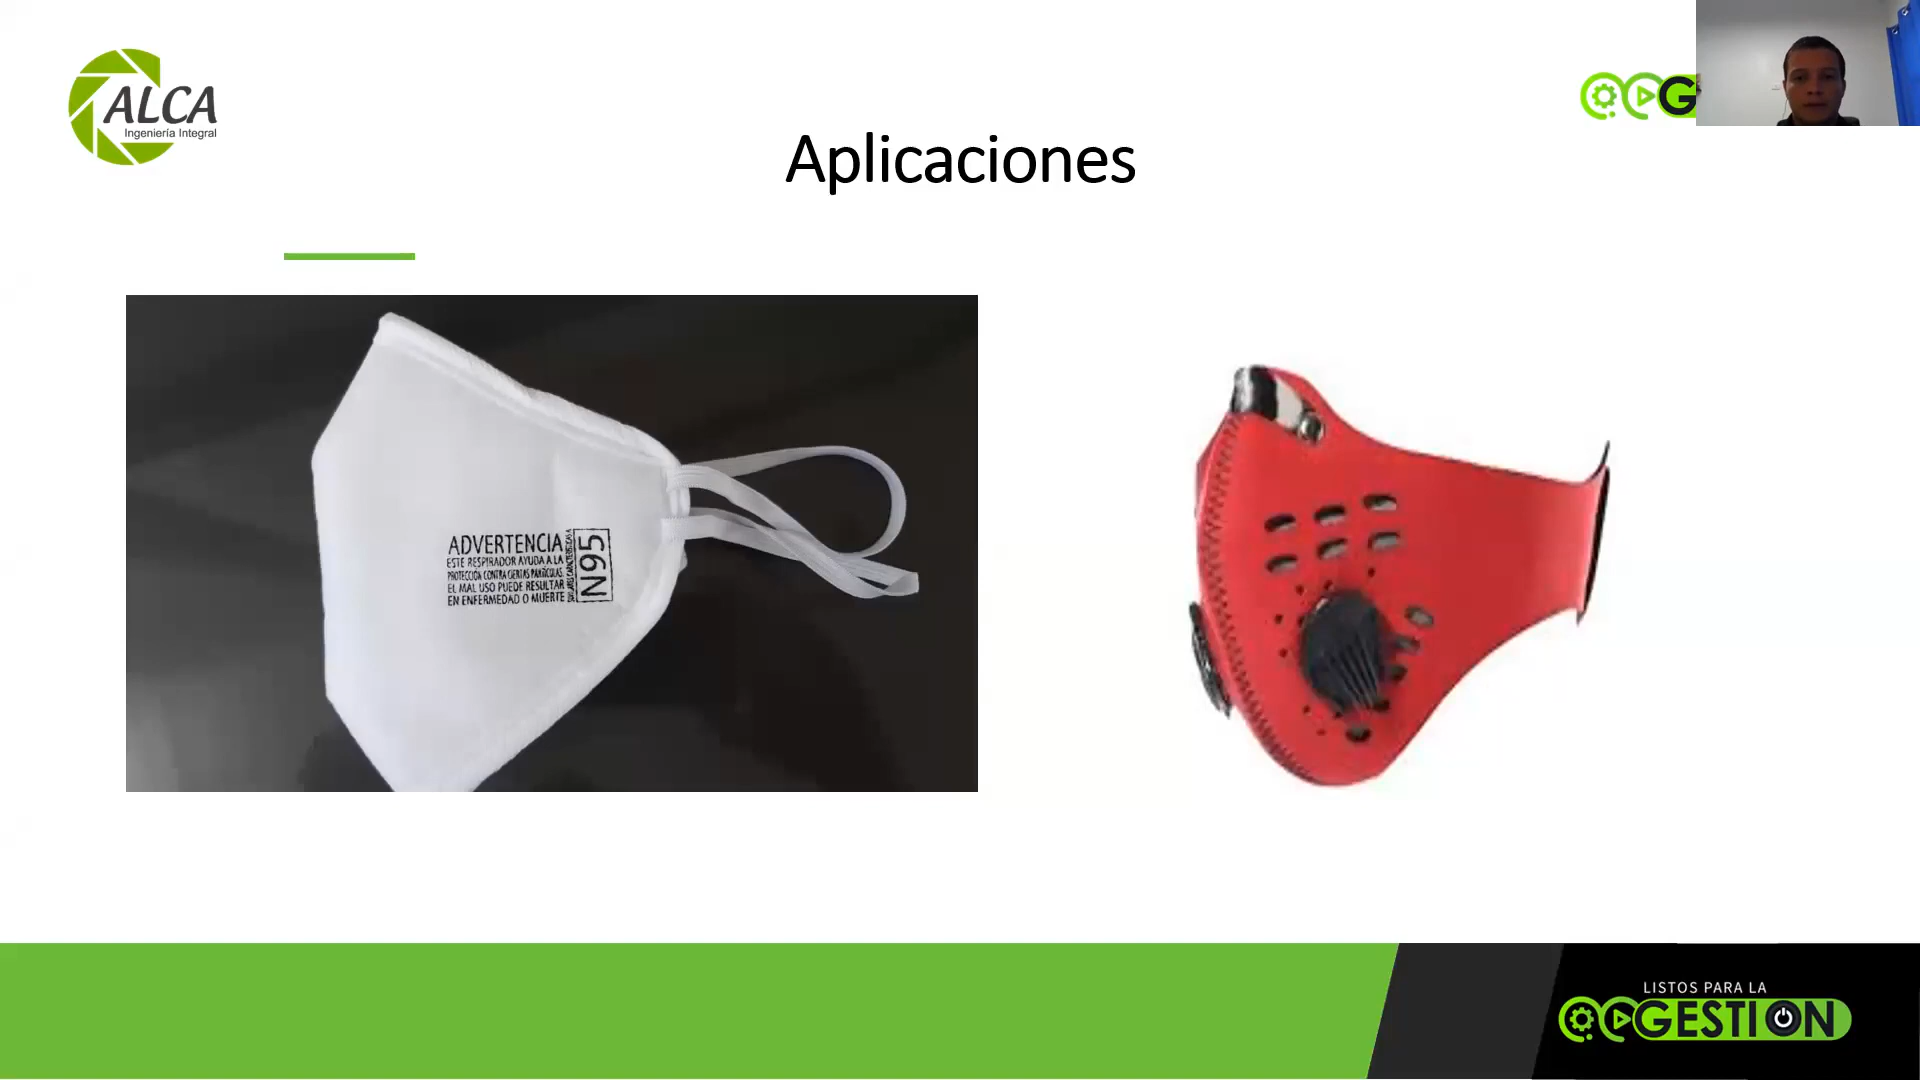 ALCA
Ingeniería Integral
G
Aplicaciones
ADVERTENCIA
ESTE RESPIRADOR AYUDA A LA
PROTECCIÓN CONTRA CIERTAS PARTÍCULAS
EL MAL USO PUEDE RESULTAR
EN ENFERMEDAD O MUERTE
N95
LISTOS PARA LA
GESTION